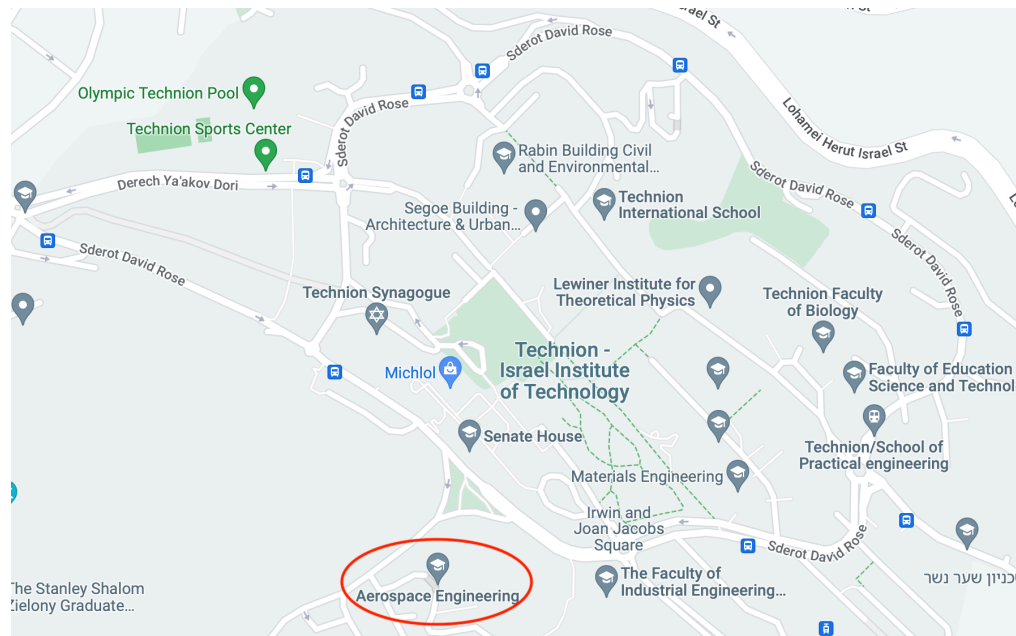 rael St
Sderot David Rose
Olympic Technion Pool
Sderot David Rose
Lohamei Herut Israel St
Technion Sports Center
Rabin Building Civil
and Environmental...
Sderot David Rose
Derech Ya'akov Dori
Technion
International School
Segoe Building -
Architecture & Urban...
Sderot David Rose
Sderot David Rose
Technion Synagogue
Lewiner Institute for
Theoretical Physics
Technion Faculty
of Biology
Technion -
Israel Institute
of Technology
Michlol
Faculty of Education
Science and Technol
Senate House
Technion/School of
Practical engineering
Materials Engineering
Irwin and
Joan Jacobs
Square
Sderot David Rose
The Faculty of
Industrial Engineering...
Aerospace Engineering
he Stanley Shalom
Zielony Graduate...
כניון שער נשר